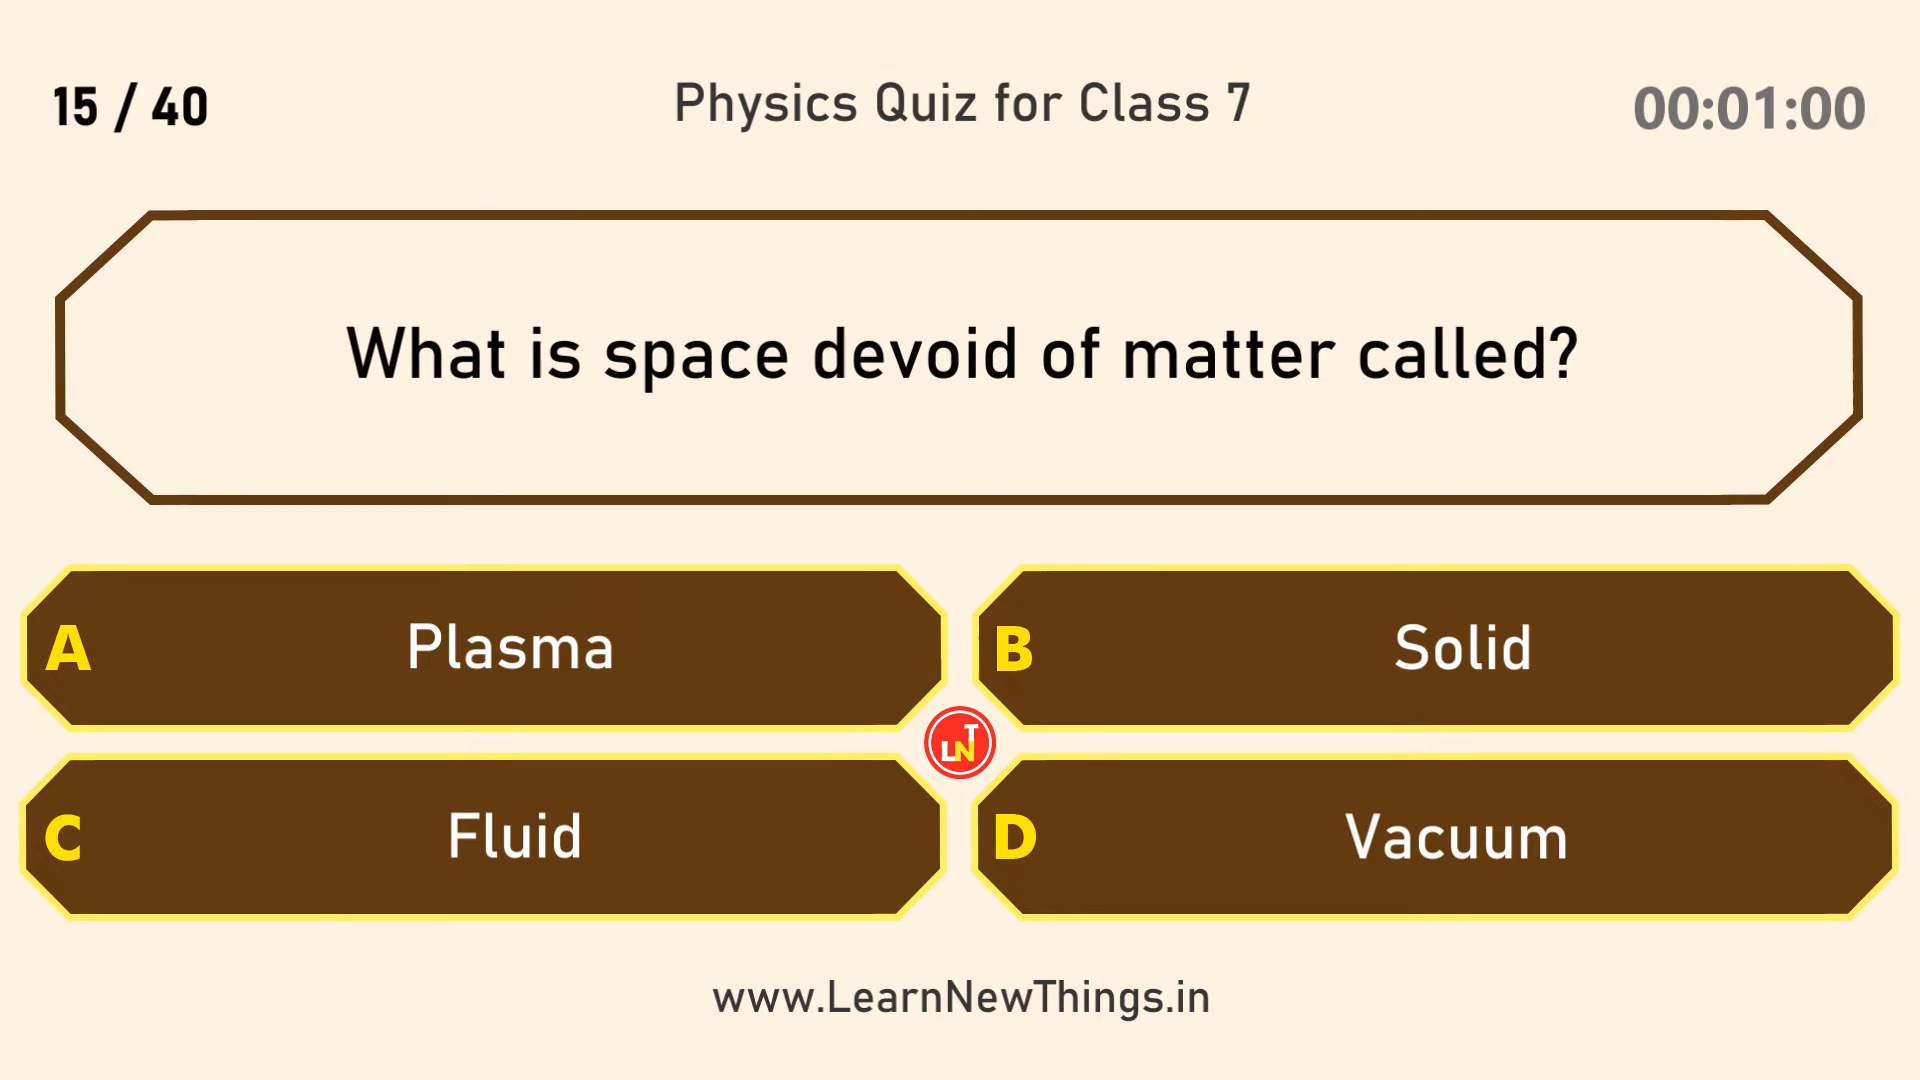 15 / 40
Physics Quiz for Class 7
00:01:00
What is space devoid of matter called?
A Plasma
B Solid
LNT
C Fluid
D Vacuum
www.LearnNewThings.in